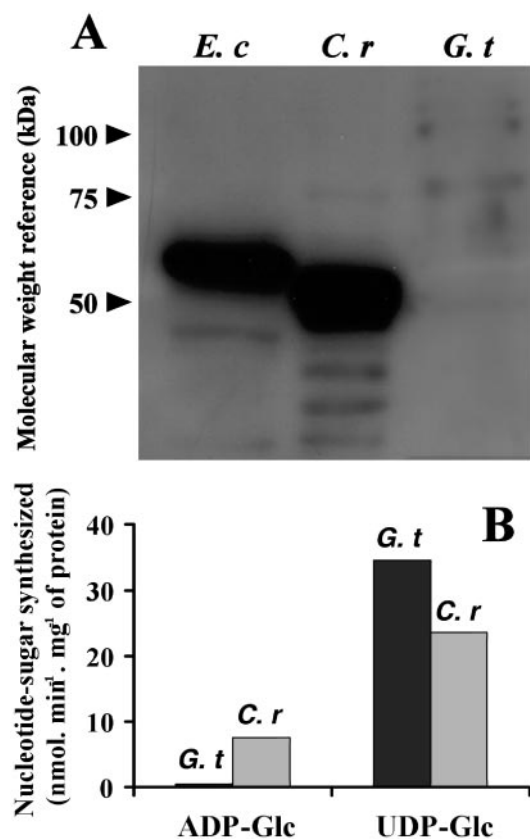 A
E. c C. r G. t
Molecular weight reference (kDa)
100
75
50
B
Nucleotide-sugar synthesized
(nmol. min⁻¹. mg⁻¹ of protein)
40
30
20
10
0
G. t
C. r
G. t
C. r
ADP-Glc UDP-Glc